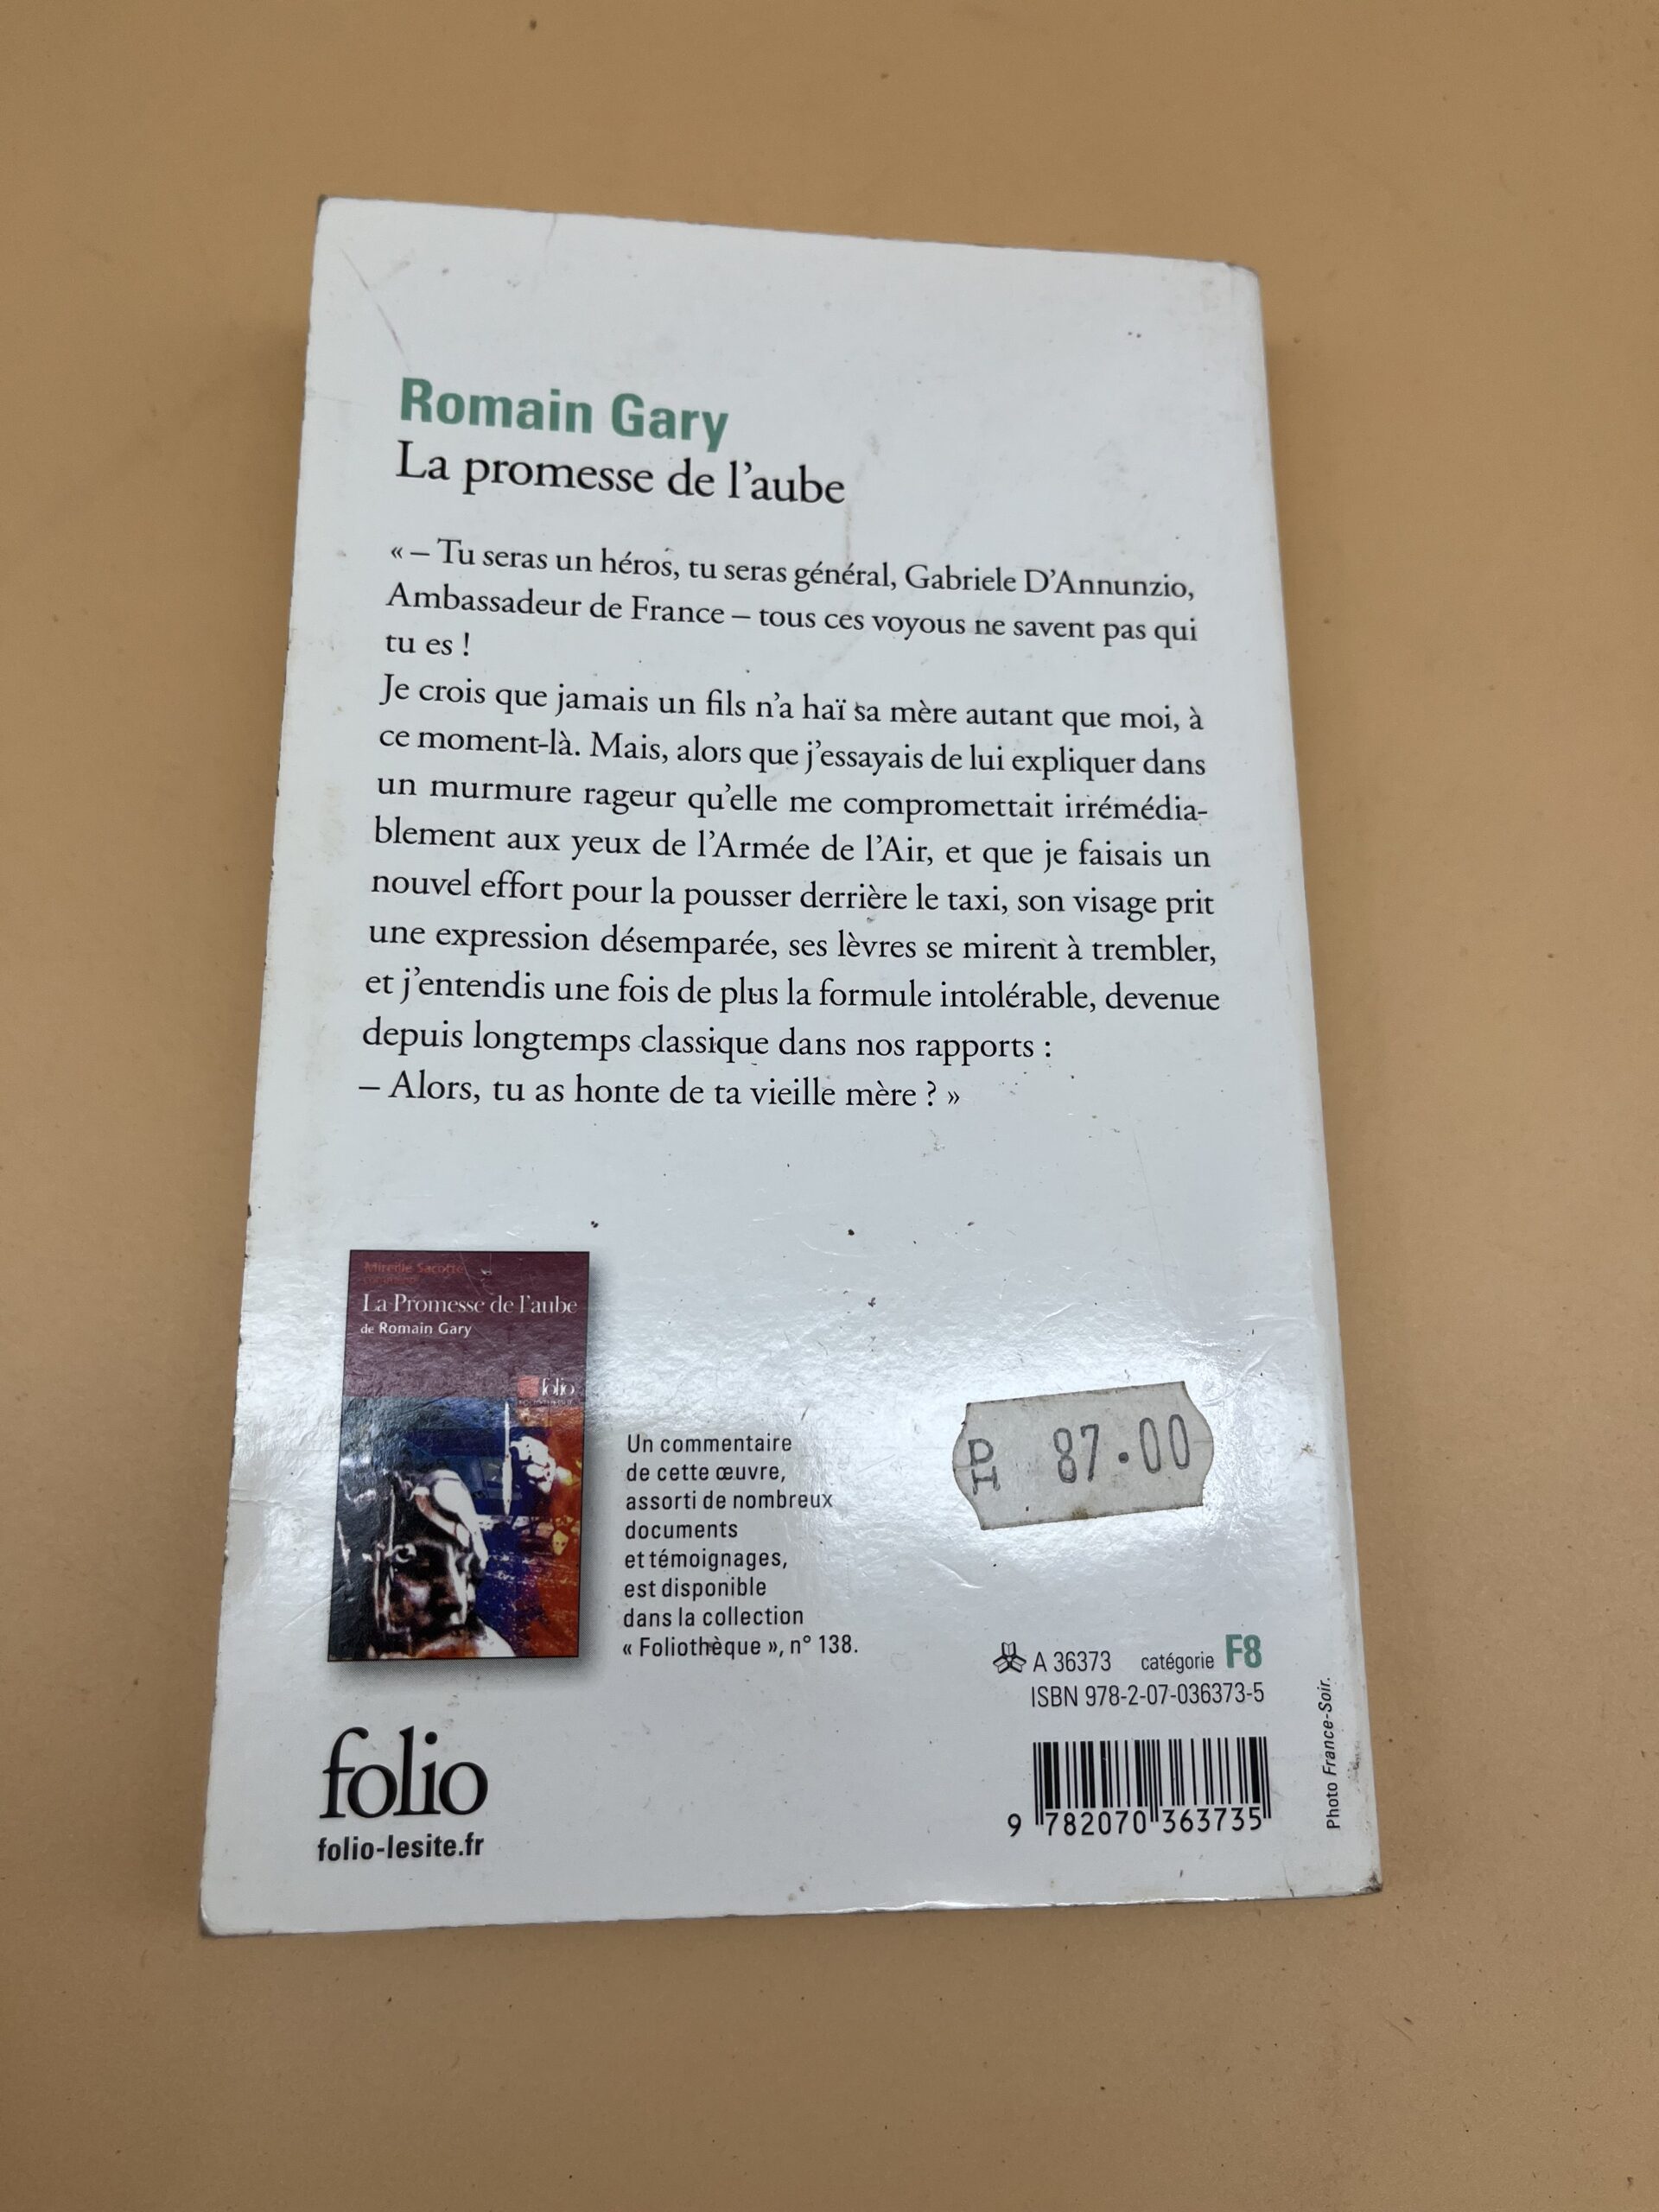 Romain Gary
La promesse de l'aube
« – Tu seras un héros, tu seras général, Gabriele D'Annunzio,
Ambassadeur de France – tous ces voyous ne savent pas qui
tu es !
Je crois que jamais un fils n'a haï sa mère autant que moi, à
ce moment-là. Mais, alors que j'essayais de lui expliquer dans
un murmure rageur qu'elle me compromettait irrémédia-
blement aux yeux de l'Armée de l'Air, et que je faisais un
nouvel effort pour la pousser derrière le taxi, son visage prit
une expression désemparée, ses lèvres se mirent à trembler,
et j'entendis une fois de plus la formule intolérable, devenue
depuis longtemps classique dans nos rapports :
– Alors, tu as honte de ta vieille mère ? »
Mireille Sacotte
La Promesse de l'aube
de Romain Gary
folio
Un commentaire
de cette œuvre,
assorti de nombreux
documents
et témoignages,
est disponible
dans la collection
« Foliothèque », n° 138.
DH 87.00
A 36373 catégorie F8
ISBN 978-2-07-036373-5
9 782070 363735
Photo France-Soir.
folio
folio-lesite.fr